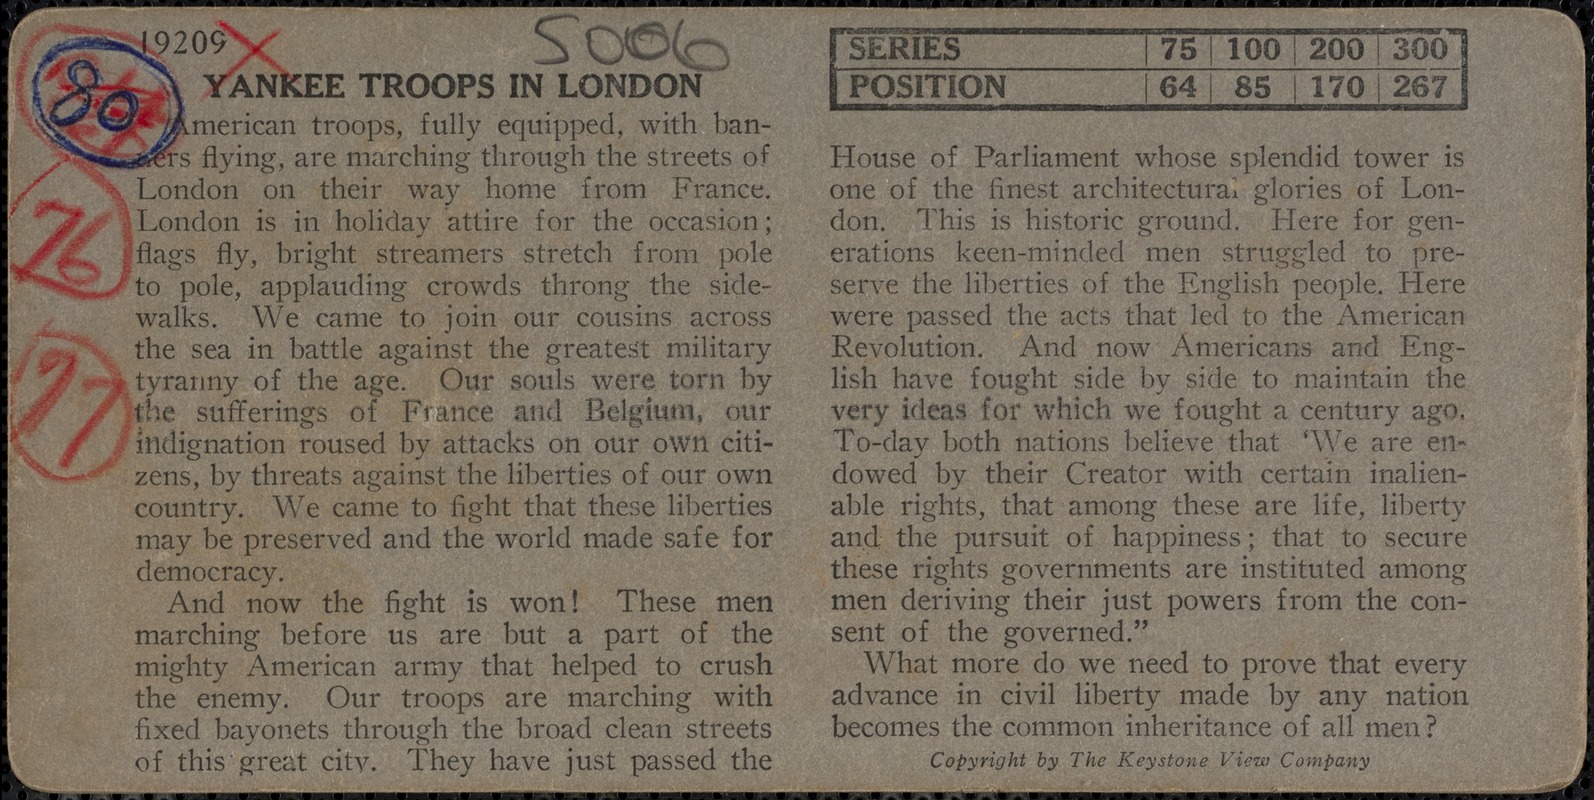 19209
5006
80
76
77
YANKEE TROOPS IN LONDON
American troops, fully equipped, with ban-
ners flying, are marching through the streets of
London on their way home from France.
London is in holiday attire for the occasion;
flags fly, bright streamers stretch from pole
to pole, applauding crowds throng the side-
walks. We came to join our cousins across
the sea in battle against the greatest military
tyranny of the age. Our souls were torn by
the sufferings of France and Belgium, our
indignation roused by attacks on our own citi-
zens, by threats against the liberties of our own
country. We came to fight that these liberties
may be preserved and the world made safe for
democracy.
And now the fight is won! These men
marching before us are but a part of the
mighty American army that helped to crush
the enemy. Our troops are marching with
fixed bayonets through the broad clean streets
of this great city. They have just passed the
SERIES 75 100 200 300
POSITION 64 85 170 267
House of Parliament whose splendid tower is
one of the finest architectural glories of Lon-
don. This is historic ground. Here for gen-
erations keen-minded men struggled to pre-
serve the liberties of the English people. Here
were passed the acts that led to the American
Revolution. And now Americans and Eng-
lish have fought side by side to maintain the
very ideas for which we fought a century ago.
To-day both nations believe that ‘We are en-
dowed by their Creator with certain inalien-
able rights, that among these are life, liberty
and the pursuit of happiness; that to secure
these rights governments are instituted among
men deriving their just powers from the con-
sent of the governed.”
What more do we need to prove that every
advance in civil liberty made by any nation
becomes the common inheritance of all men?
Copyright by The Keystone View Company